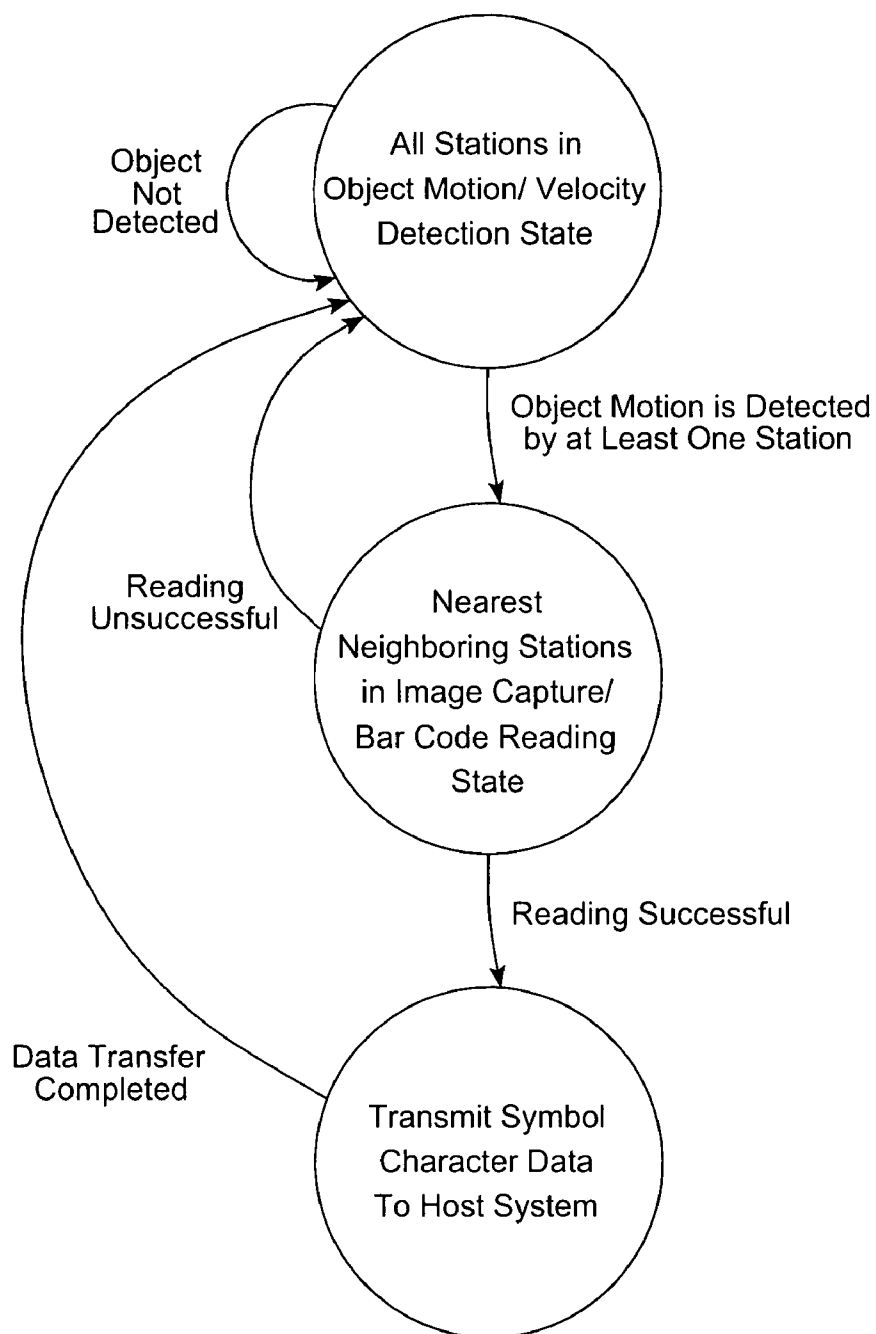 All Stations in
Object Motion/ Velocity
Detection State
Object
Not
Detected
Object Motion is Detected
by at Least One Station
Reading
Unsuccessful
Nearest
Neighboring Stations
in Image Capture/
Bar Code Reading
State
Reading Successful
Data Transfer
Completed
Transmit Symbol
Character Data
To Host System